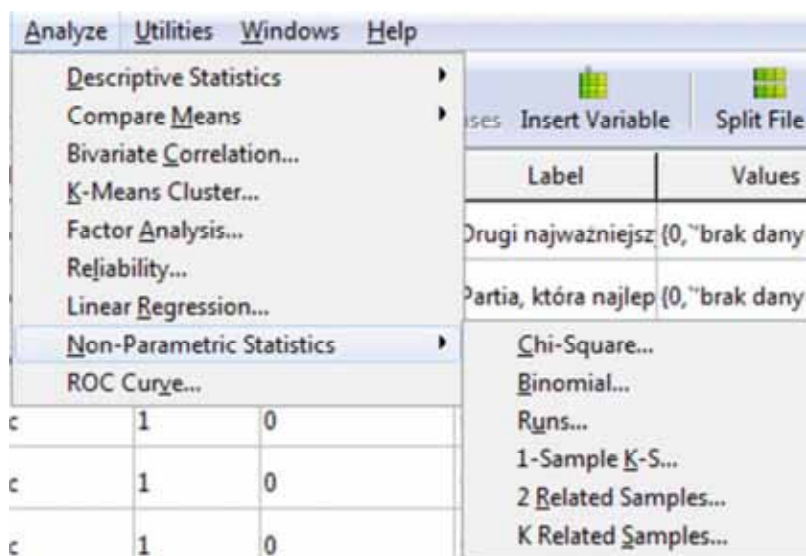 Analyze Utilities Windows Help
Descriptive Statistics
Compare Means
Bivariate Correlation...
K-Means Cluster...
Factor Analysis...
Reliability...
Linear Regression...
Non-Parametric Statistics
ROC Curve...
Insert Variable Split File
Label Values
Drugi najważniejsz {0,"brak dany
Partia, która najlep {0,"brak dany
Chi-Square...
Binomial...
Runs...
1-Sample K-S...
2 Related Samples...
K Related Samples...
c 1 0
c 1 0
c 1 0